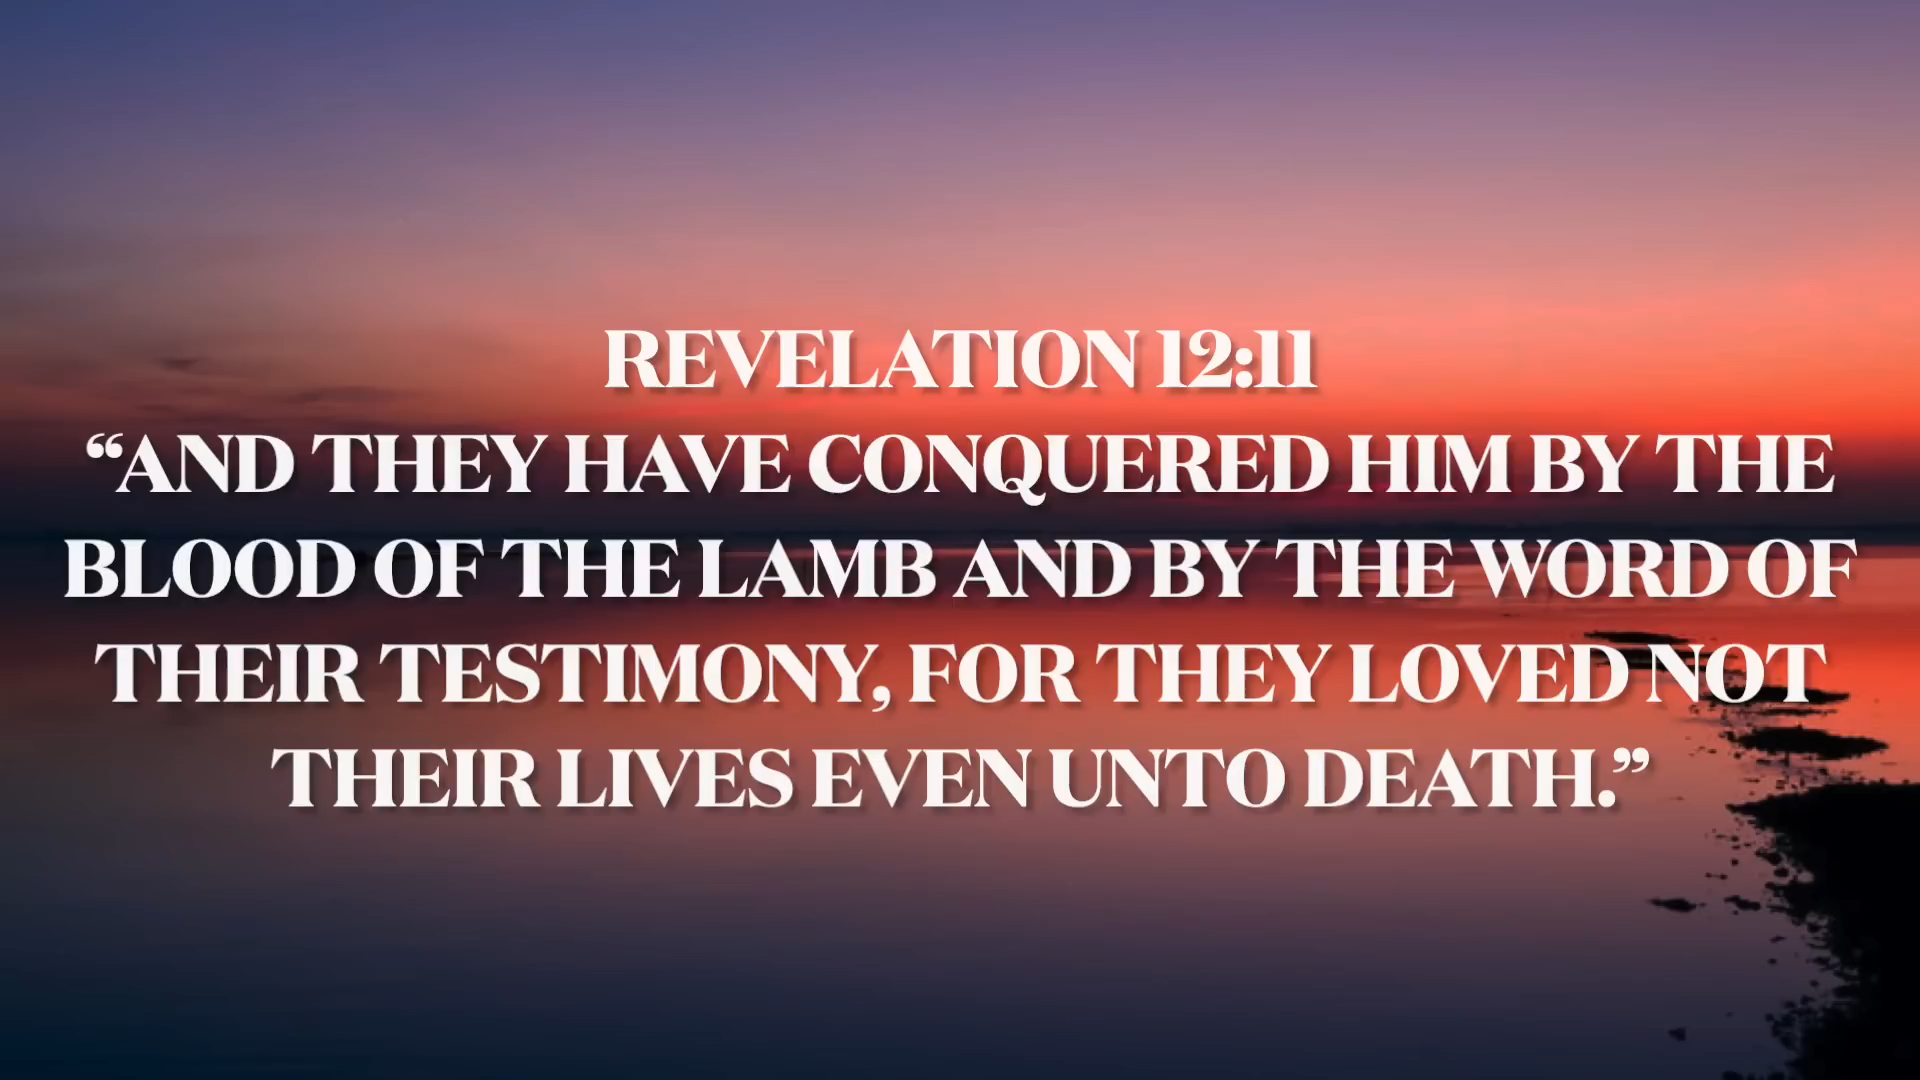 REVELATION 12:11
“AND THEY HAVE CONQUERED HIM BY THE
BLOOD OF THE LAMB AND BY THE WORD OF
THEIR TESTIMONY, FOR THEY LOVED NOT
THEIR LIVES EVEN UNTO DEATH.”